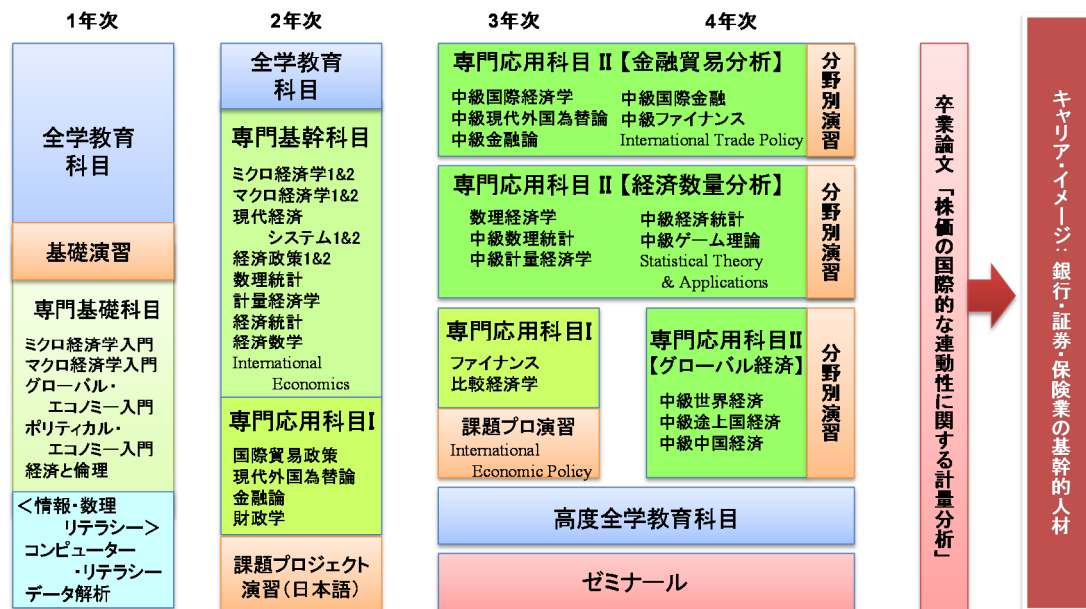 1年次
2年次
3年次
4年次
全学教育
科目
基礎演習
専門基礎科目
ミクロ経済学入門
マクロ経済学入門
グローバル・
エコノミー入門
ポリティカル・
エコノミー入門
経済と倫理
＜情報・数理
リテラシー＞
コンピューター
・リテラシー
データ解析
全学教育
科目
専門基幹科目
ミクロ経済学1&2
マクロ経済学1&2
現代経済
システム1&2
経済政策1&2
数理統計
計量経済学
経済統計
経済数学
International
Economics
専門応用科目Ⅰ
国際貿易政策
現代外国為替論
金融論
財政学
課題プロジェクト
演習（日本語）
専門応用科目Ⅱ【金融貿易分析】
中級国際経済学
中級現代外国為替論
中級金融論
中級国際金融
中級ファイナンス
International Trade Policy
分野別演習
専門応用科目Ⅱ【経済数量分析】
数理経済学
中級数理統計
中級計量経済学
中級経済統計
中級ゲーム理論
Statistical Theory
& Applications
分野別演習
専門応用科目Ⅰ
ファイナンス
比較経済学
課題プロ演習
International
Economic Policy
専門応用科目Ⅱ
【グローバル経済】
中級世界経済
中級途上国経済
中級中国経済
分野別演習
高度全学教育科目
ゼミナール
卒業論文「株価の国際的な連動性に関する計量分析」
キャリア・イメージ：銀行・証券・保険業の基幹的人材